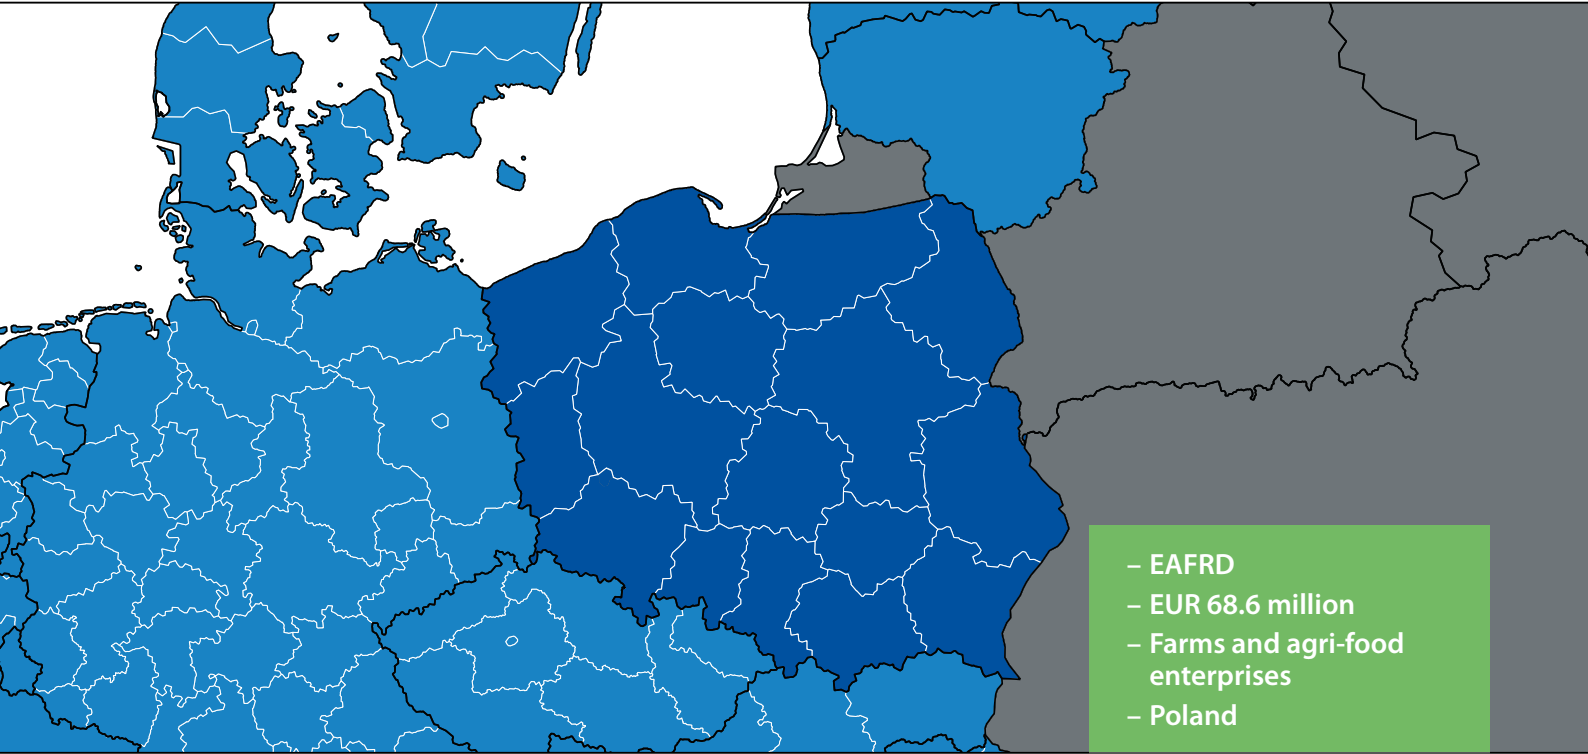 – EAFRD
– EUR 68.6 million
– Farms and agri-food
enterprises
– Poland